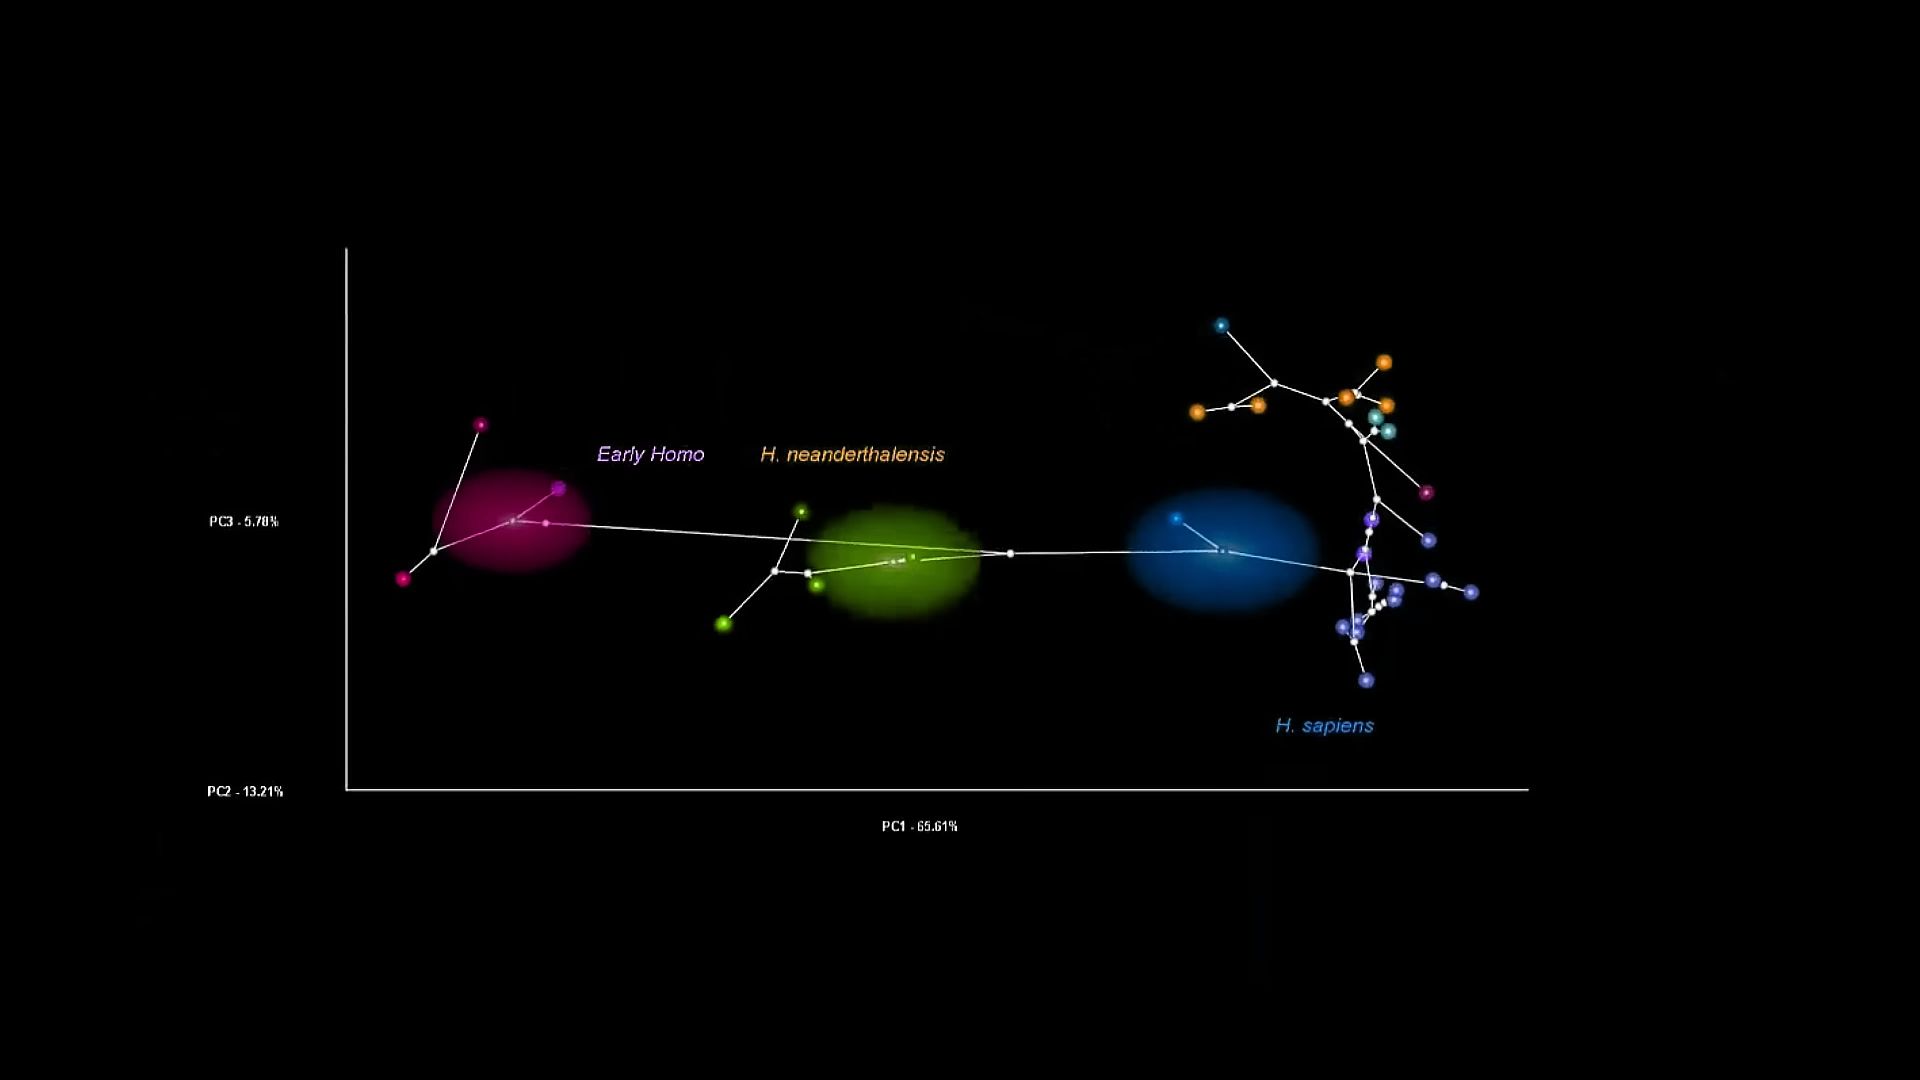 Early Homo
H. neanderthalensis
PC3 - 5.78%
H. sapiens
PC2 - 13.21%
PC1 - 65.61%